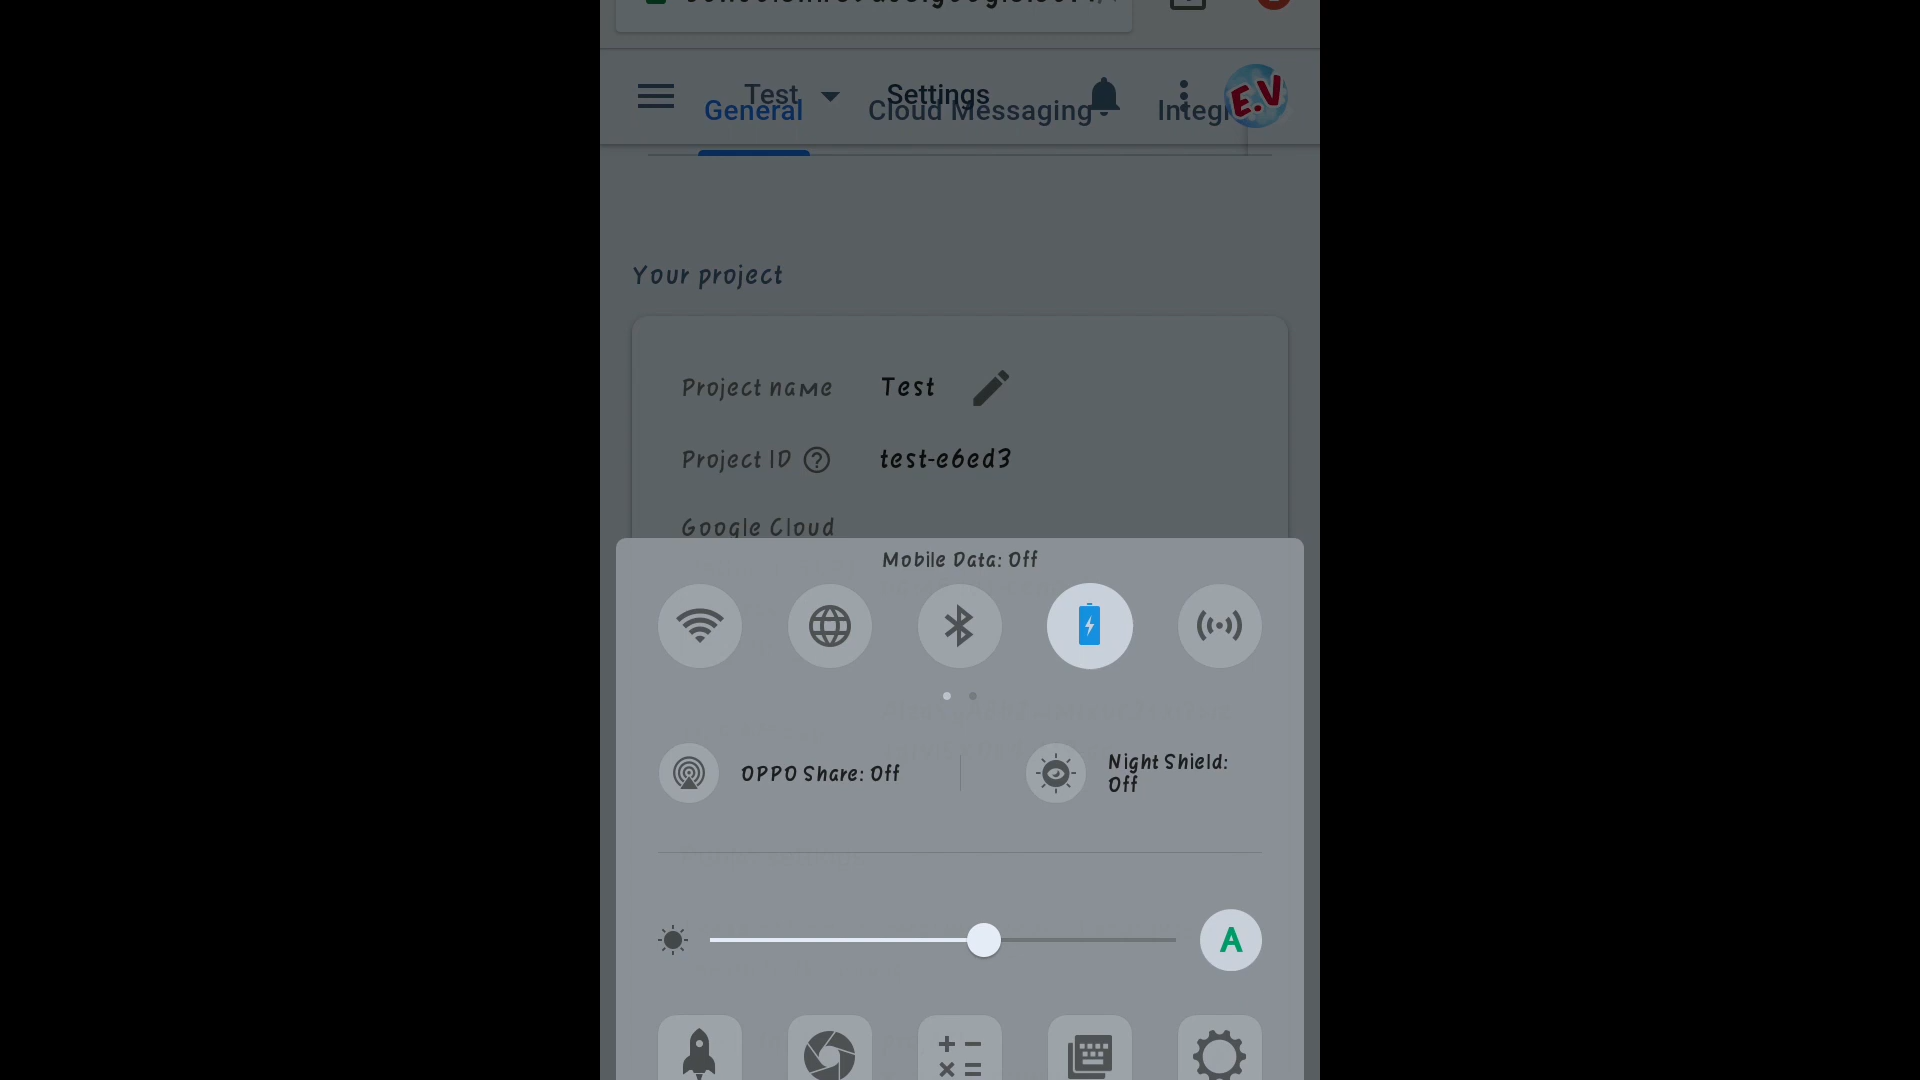 Test
Settings
E.V
General
Cloud Messaging
Your project
Project name
Test
Project ID
test-e6ed3
Google Cloud
Mobile Data: Off
OPPO Share: Off
Night Shield:
Off
A